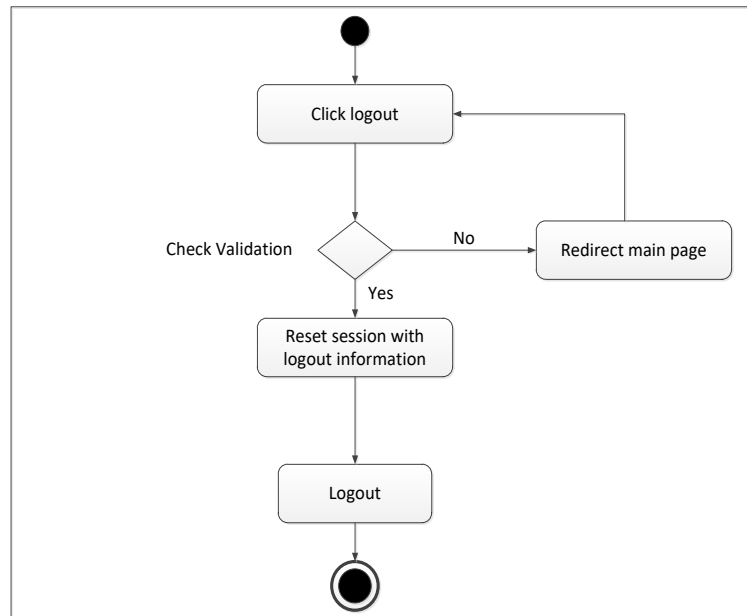 Click logout
Check Validation
No
Redirect main page
Yes
Reset session with
logout information
Logout